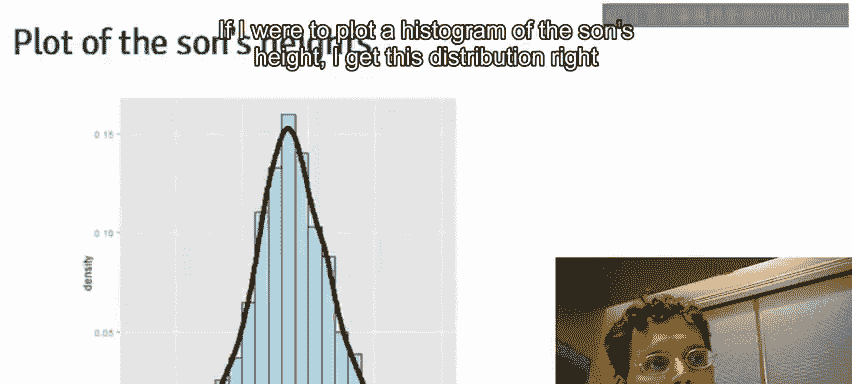 Plot of the son's heights
If I were to plot a histogram of the son's
height, I get this distribution right
0.15
0.10
density
0.05